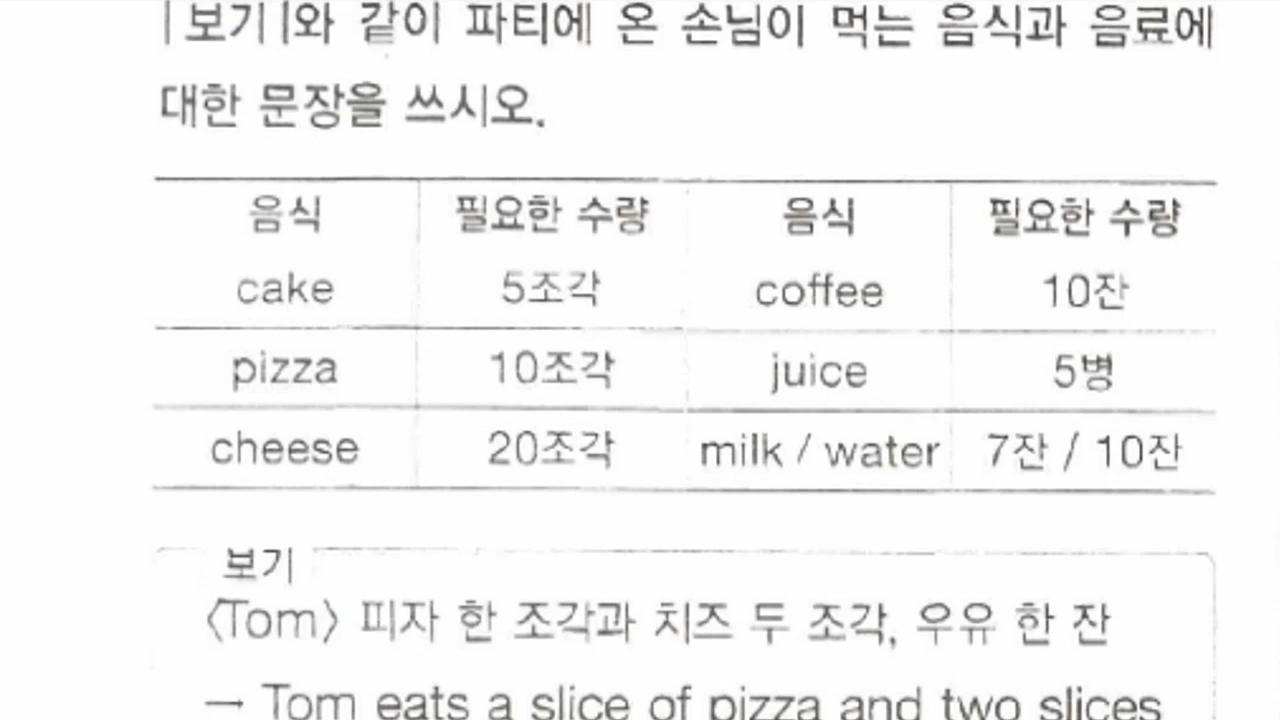 |보기|와 같이 파티에 온 손님이 먹는 음식과 음료에
대한 문장을 쓰시오.
음식 필요한 수량 음식 필요한 수량
cake 5조각 coffee 10잔
pizza 10조각 juice 5병
cheese 20조각 milk / water 7잔 / 10잔
보기
〈Tom〉 피자 한 조각과 치즈 두 조각, 우유 한 잔
→ Tom eats a slice of pizza and two slices